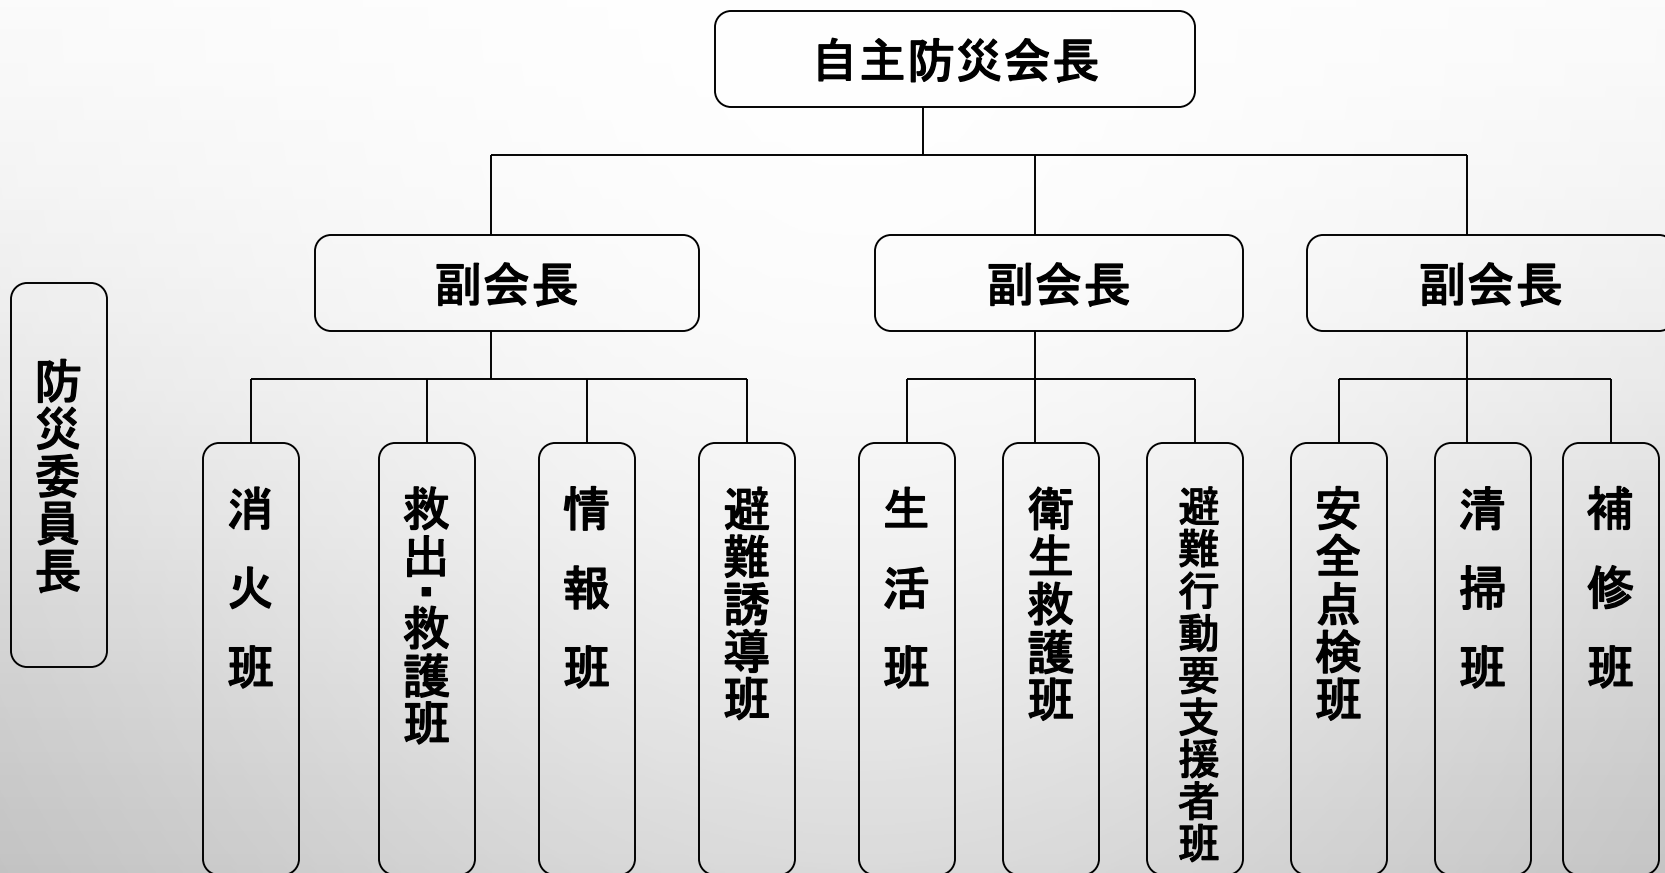 自主防災会長
副会長
副会長
副会長
防災委員長
消火班
救出・救護班
情報班
避難誘導班
生活班
衛生救護班
避難行動要支援者班
安全点検班
清掃班
補修班